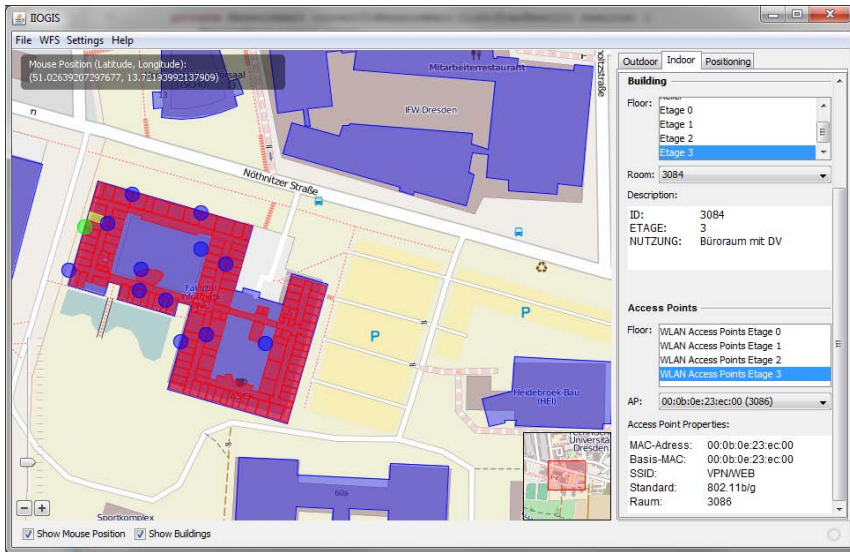 IIOGIS
File WFS Settings Help
Mouse Position (Latitude, Longitude):
(51.02639207297677, 13.72193992137909)
13
Mitarbeiterrestaurant
IFW Dresden
Nöthnitzer Straße
Fakultät
Informatik
P
P
Heidebroek-Bau
(HEI)
60a
Sportkomplex
Universitä
Dresden
Show Mouse Position Show Buildings
Outdoor Indoor Positioning
Building
Floor:
Etage 0
Etage 1
Etage 2
Etage 3
Room: 3084
Description:
ID: 3084
ETAGE: 3
NUTZUNG: Büroraum mit DV
Access Points
Floor: WLAN Access Points Etage 0
WLAN Access Points Etage 1
WLAN Access Points Etage 2
WLAN Access Points Etage 3
AP: 00:0b:0e:23:ec:00 (3086)
Access Point Properties:
MAC-Adress: 00:0b:0e:23:ec:00
Basis-MAC: 00:0b:0e:23:ec:00
SSID: VPN/WEB
Standard: 802.11b/g
Raum: 3086